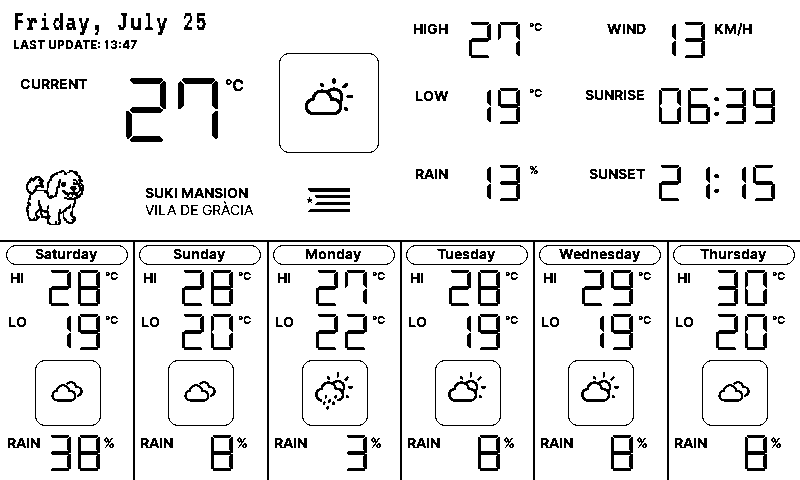 Friday, July 25
LAST UPDATE: 13:47
CURRENT 27 °C
SUKI MANSION
VILA DE GRÀCIA
HIGH 27 °C
WIND 13 KM/H
LOW 19 °C
SUNRISE 06:39
RAIN 13 %
SUNSET 21:15
Saturday
HI 28 °C
LO 19 °C
RAIN 38 %
Sunday
HI 28 °C
LO 20 °C
RAIN 8 %
Monday
HI 27 °C
LO 22 °C
RAIN 3 %
Tuesday
HI 28 °C
LO 19 °C
RAIN 8 %
Wednesday
HI 29 °C
LO 19 °C
RAIN 8 %
Thursday
HI 30 °C
LO 20 °C
RAIN 8 %